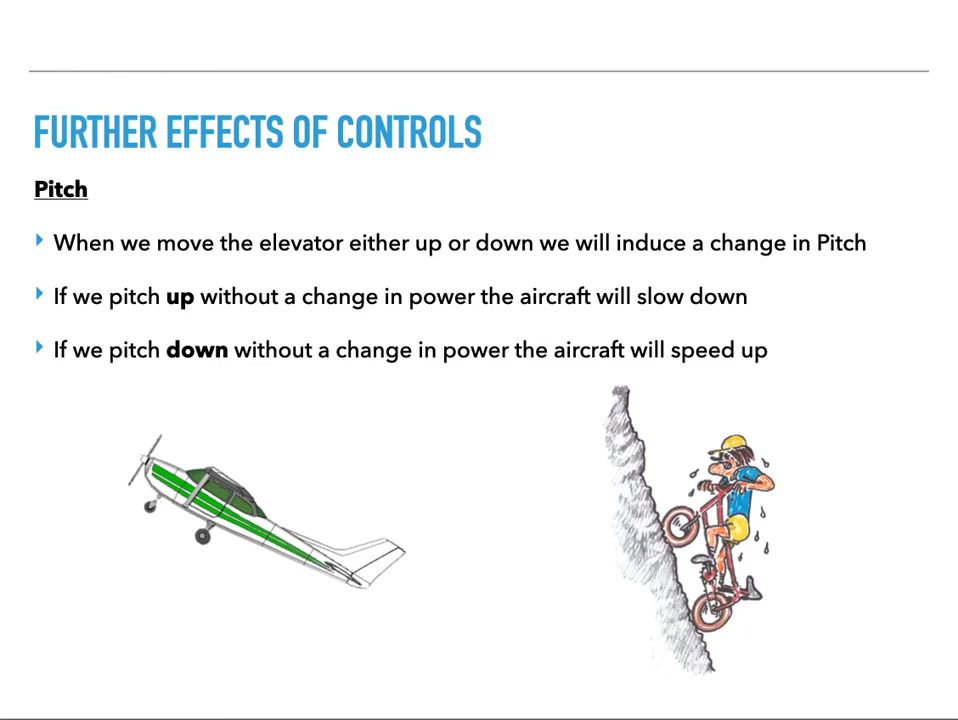 FURTHER EFFECTS OF CONTROLS
Pitch
When we move the elevator either up or down we will induce a change in Pitch
If we pitch up without a change in power the aircraft will slow down
If we pitch down without a change in power the aircraft will speed up